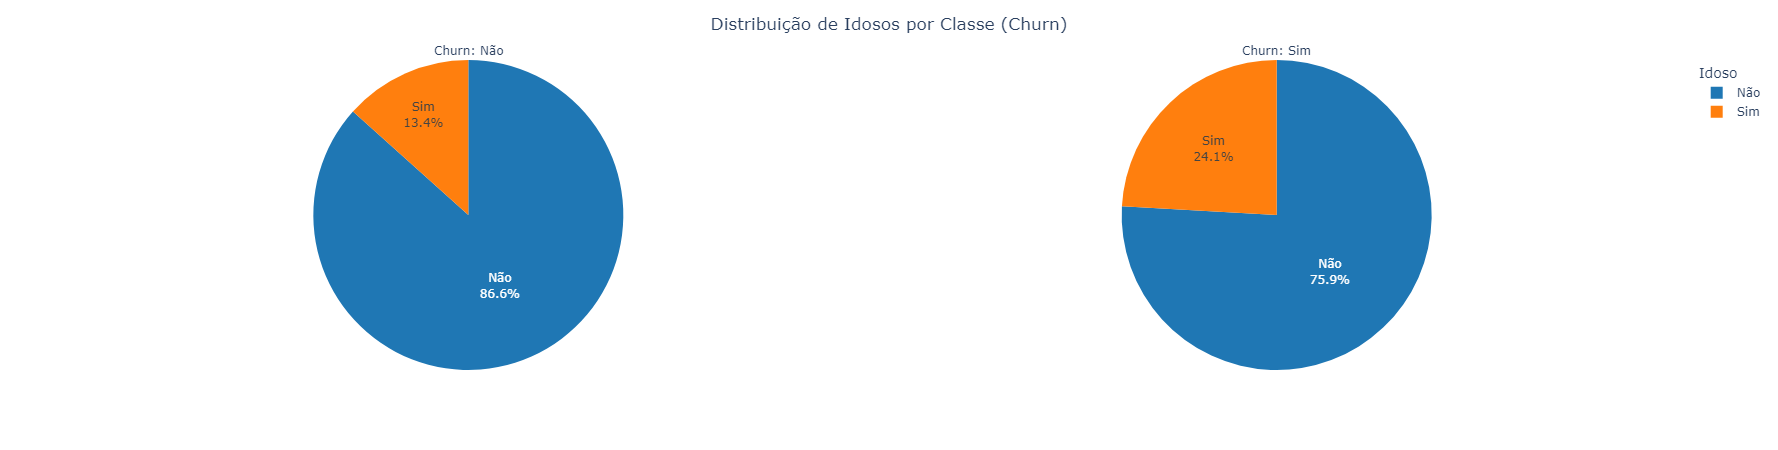 Distribuição de Idosos por Classe (Churn)
Churn: Não
Sim
13.4%
Não
86.6%
Churn: Sim
Sim
24.1%
Não
75.9%
Idoso
Não
Sim